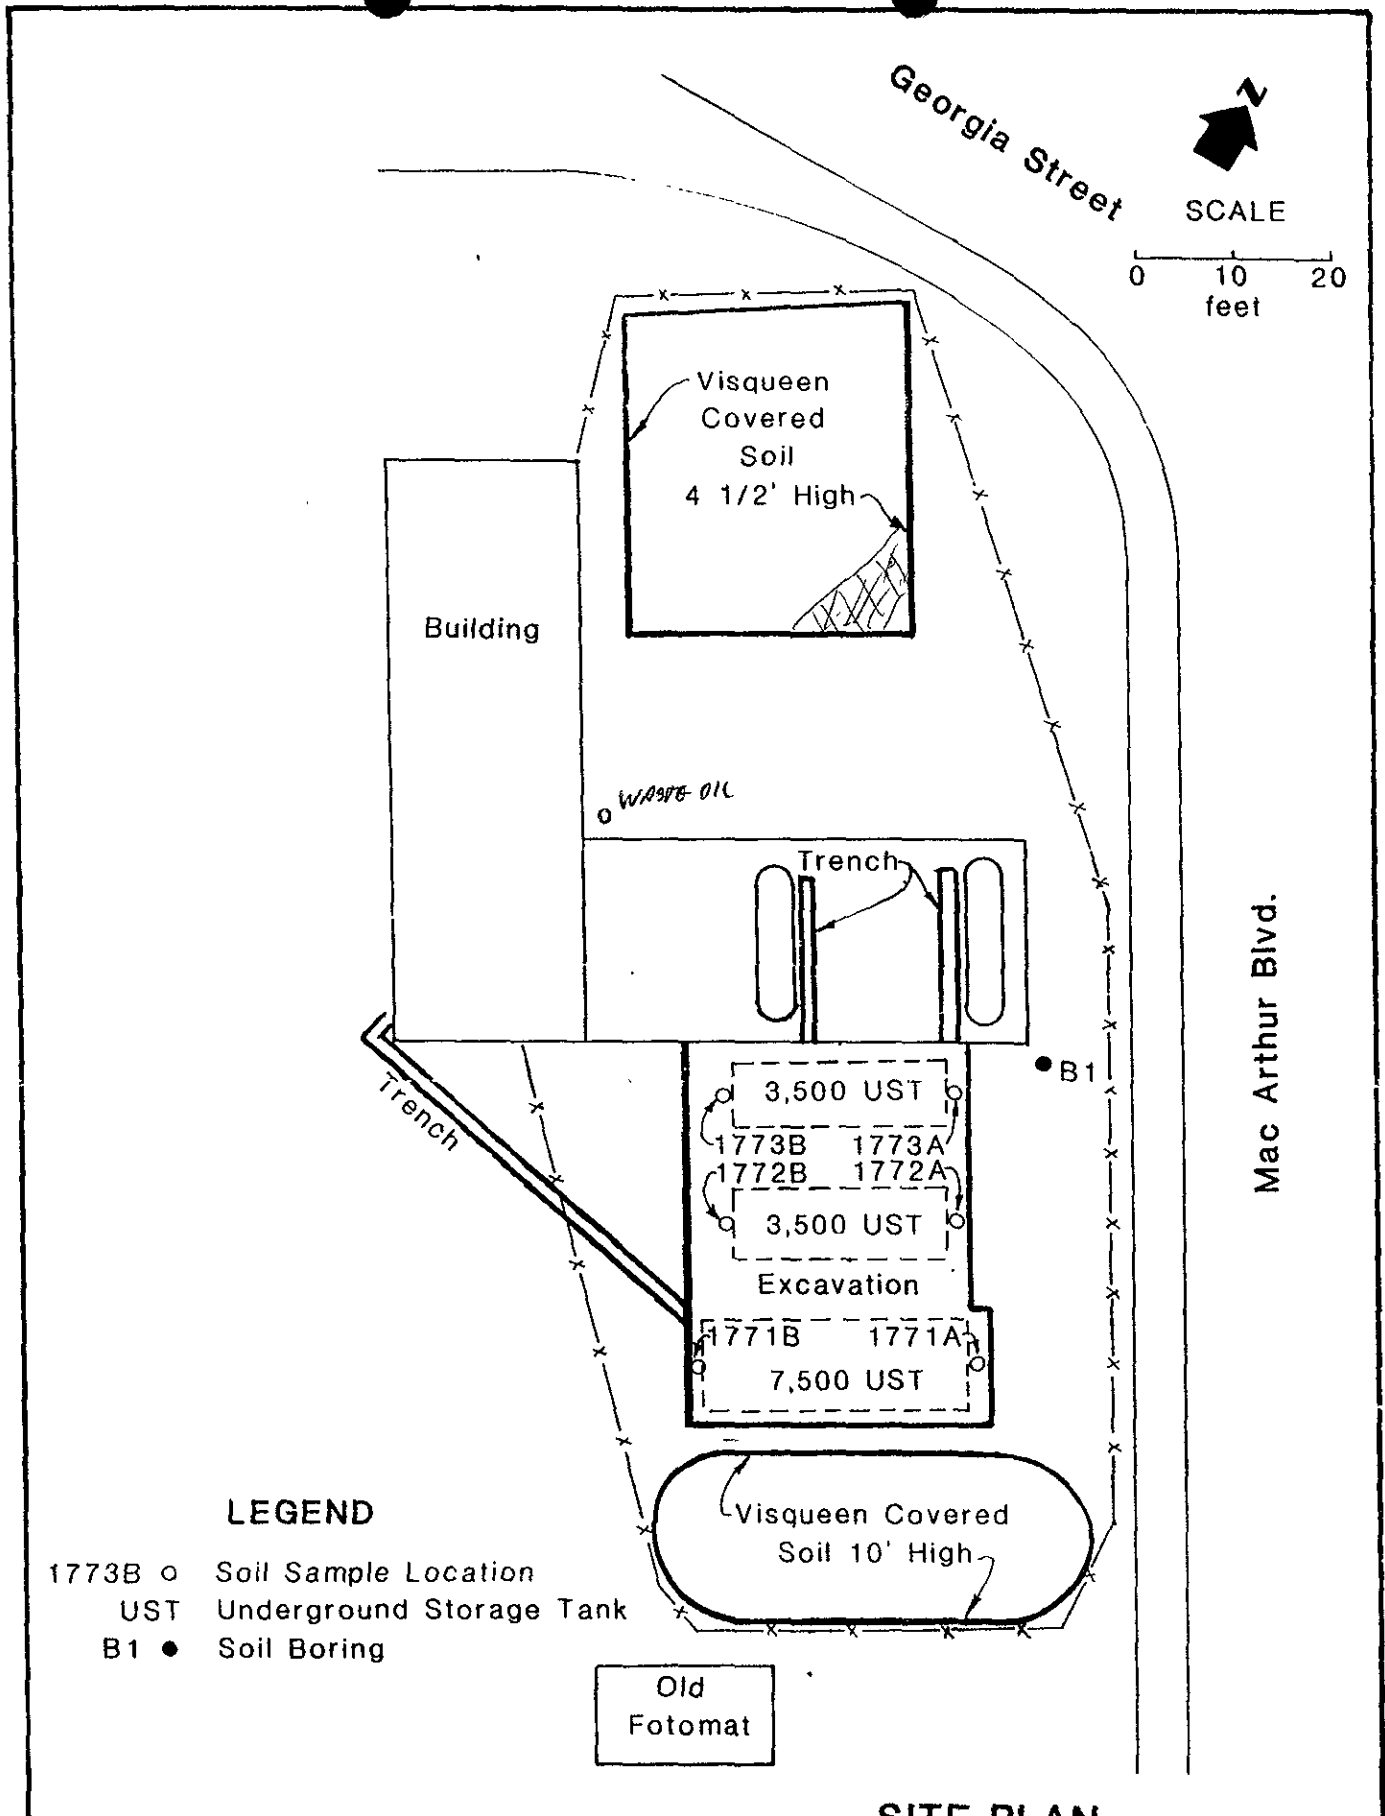 Georgia Street
N
SCALE
0 10 20
feet
Visqueen
Covered
Soil
4 1/2' High
Building
WASTE OIL
Trench
Mac Arthur Blvd.
B1
Trench
3,500 UST
1773B 1773A
1772B 1772A
3,500 UST
Excavation
1771B 1771A
7,500 UST
Visqueen Covered
Soil 10' High
LEGEND
1773B Soil Sample Location
UST Underground Storage Tank
B1 Soil Boring
Old
Fotomat
SITE PLAN